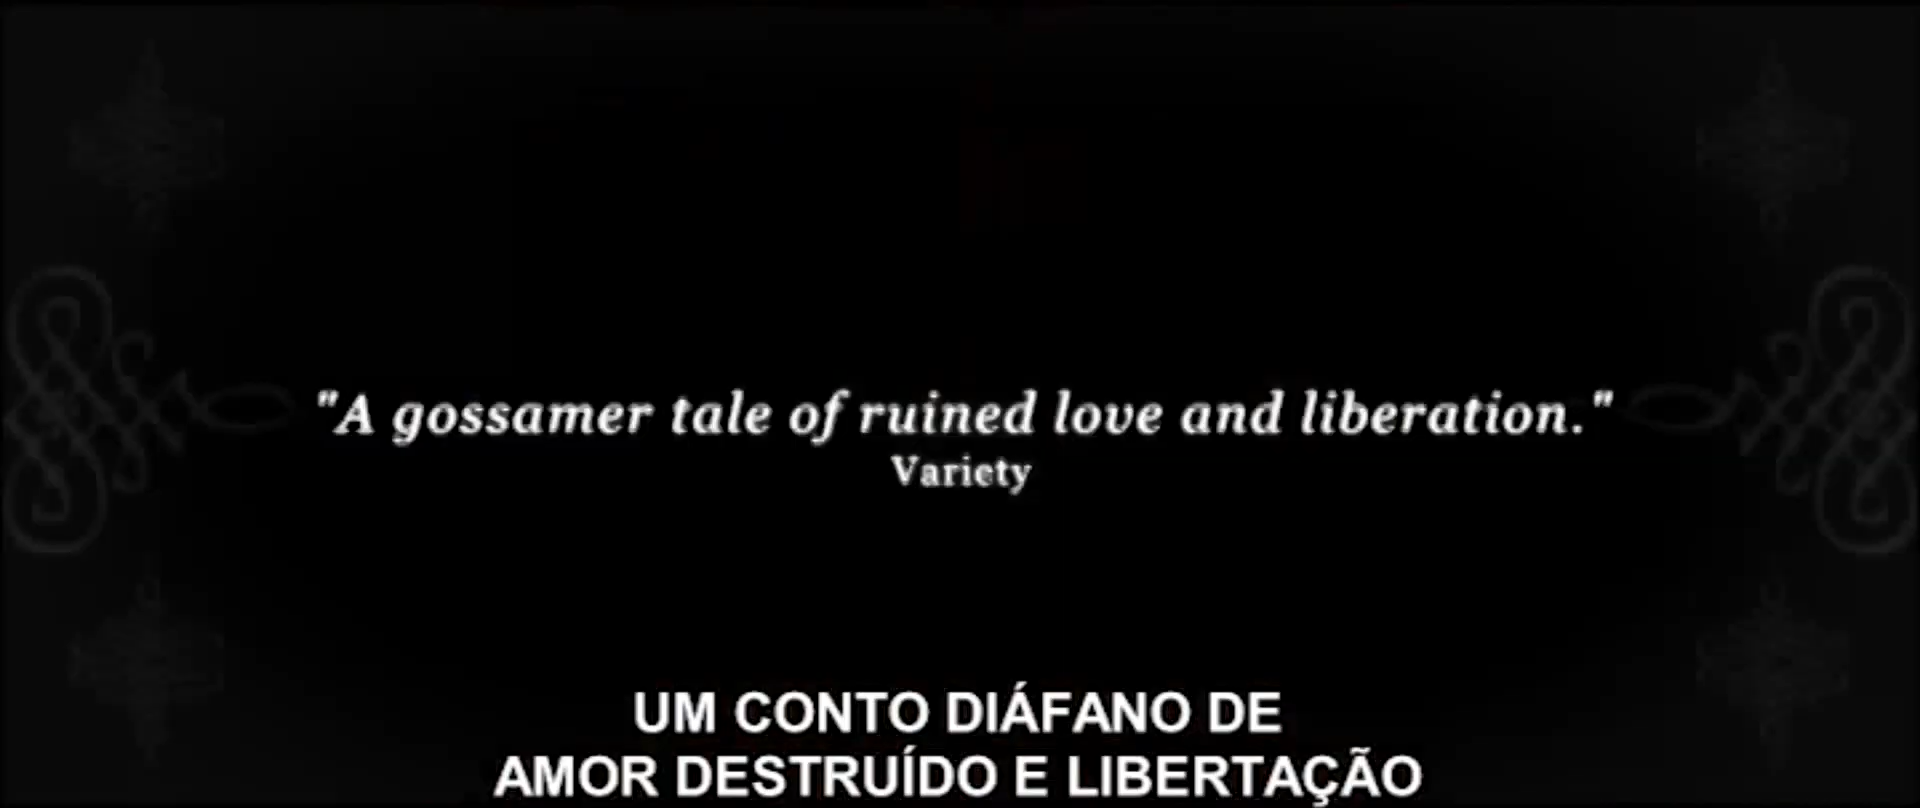 "A gossamer tale of ruined love and liberation."
Variety
UM CONTO DIÁFANO DE
AMOR DESTRUÍDO E LIBERTAÇÃO